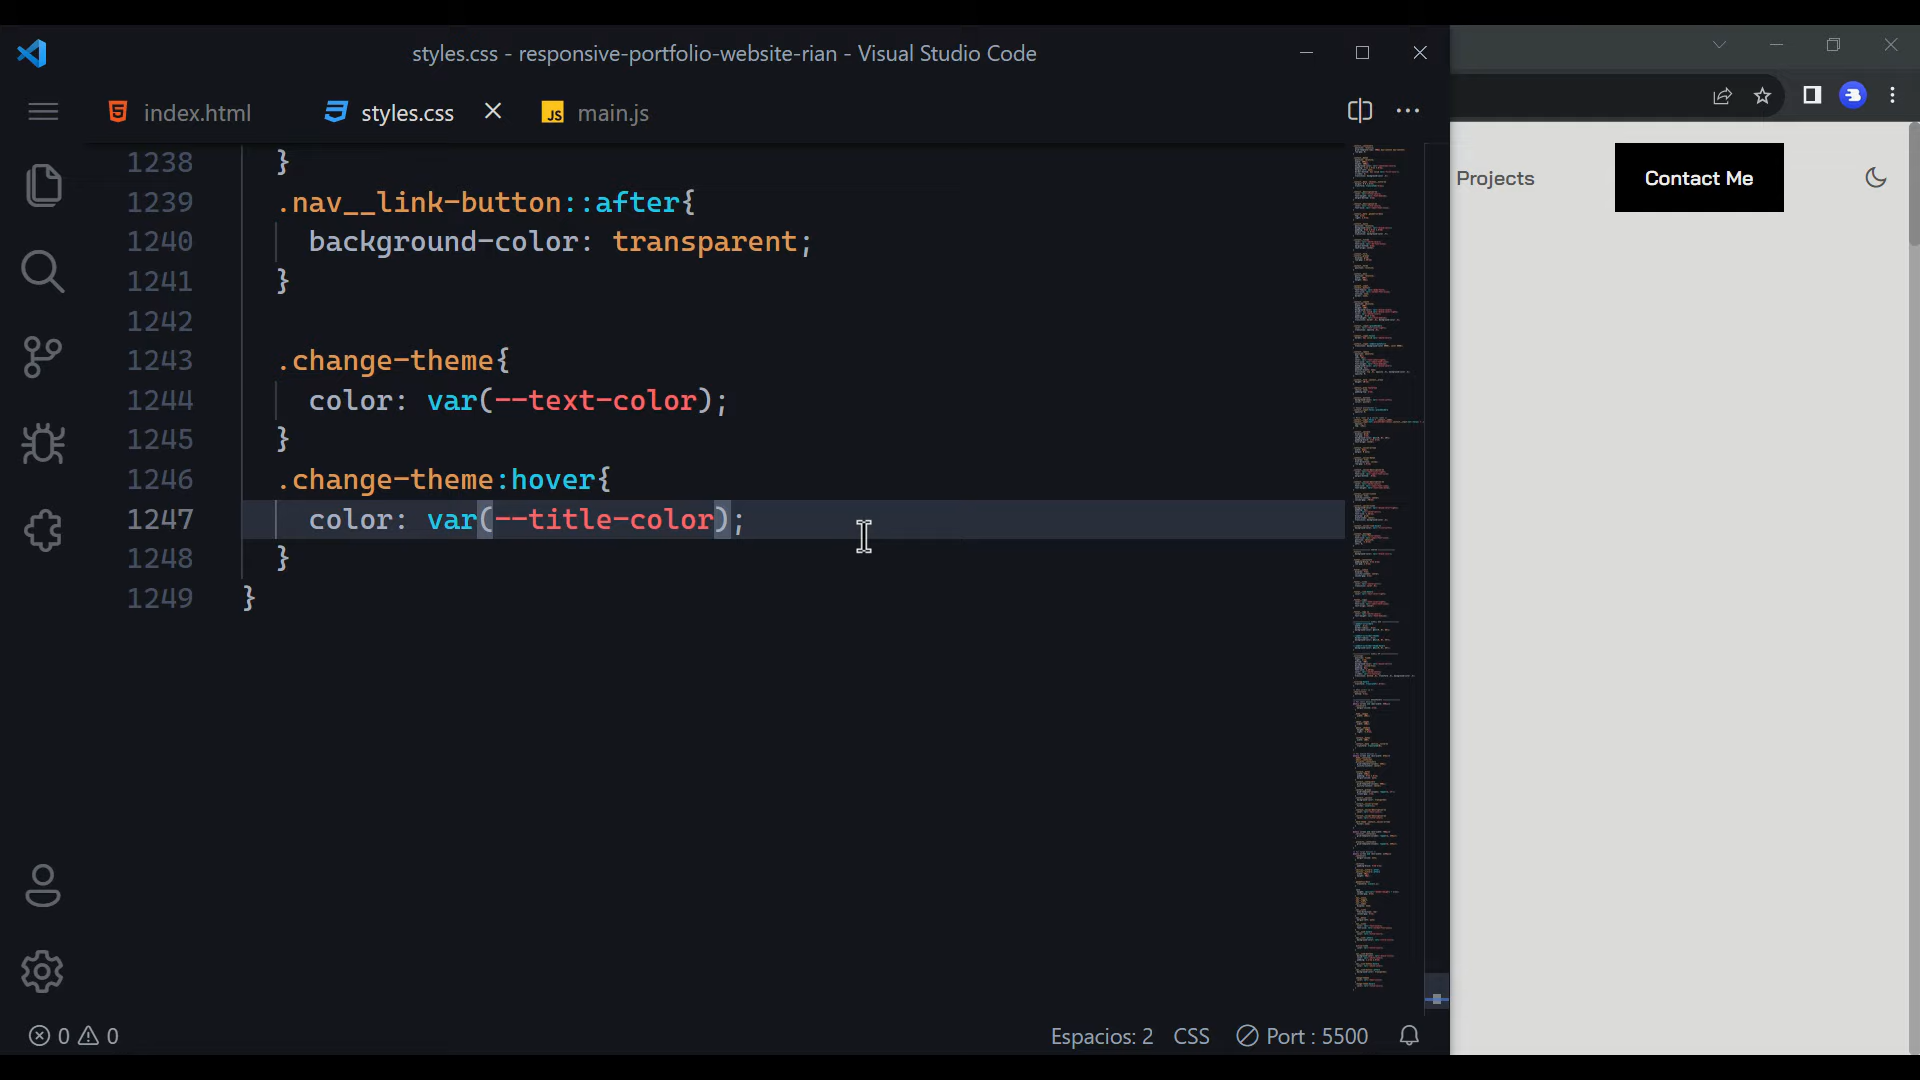 styles.css - responsive-portfolio-website-rian - Visual Studio Code
index.html
styles.css
JS main.js
Projects
Contact Me
1238 }
1239 .nav__link-button::after{
1240 background-color: transparent;
1241 }
1242
1243 .change-theme{
1244 color: var(--text-color);
1245 }
1246 .change-theme:hover{
1247 color: var(--title-color);
1248 }
1249 }
0 0
Espacios: 2 CSS Port : 5500